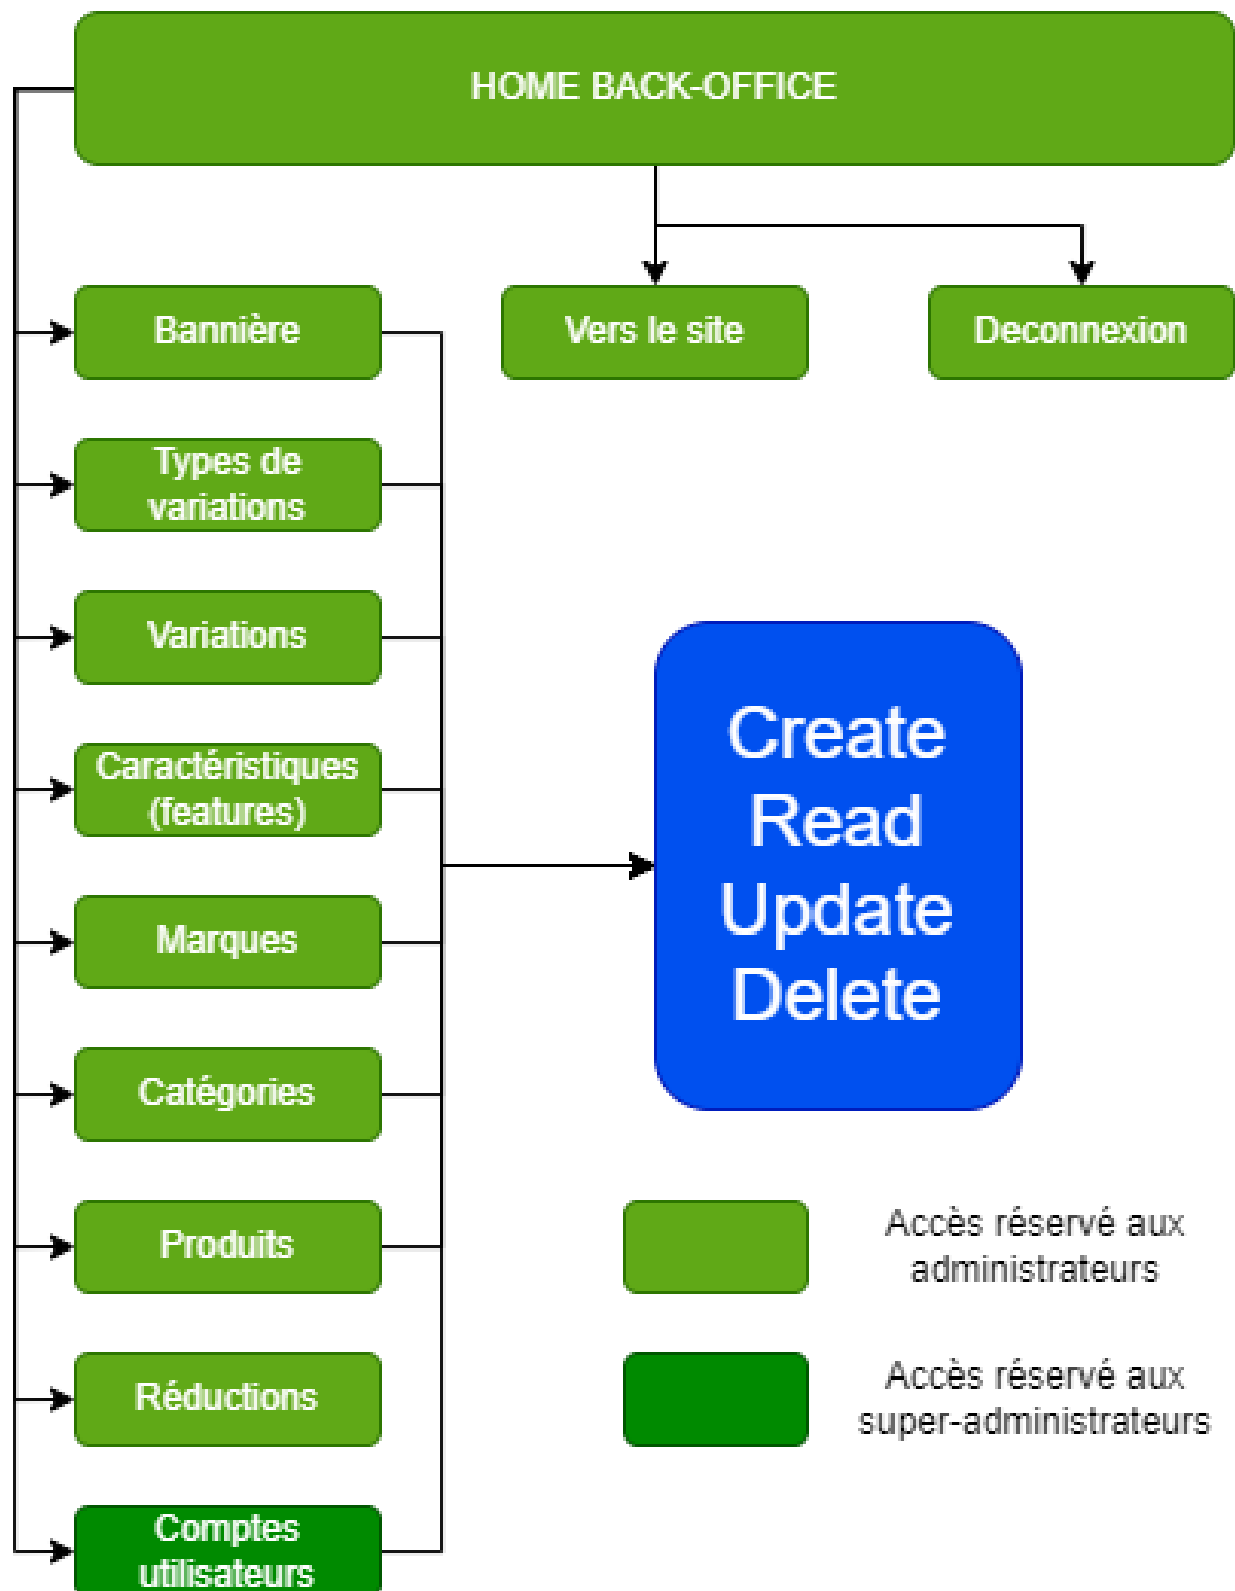 HOME BACK-OFFICE
Bannière
Vers le site
Deconnexion
Types de
variations
Variations
Caractéristiques
(features)
Marques
Catégories
Produits
Réductions
Comptes
utilisateurs
Create
Read
Update
Delete
Accès réservé aux
administrateurs
Accès réservé aux
super-administrateurs